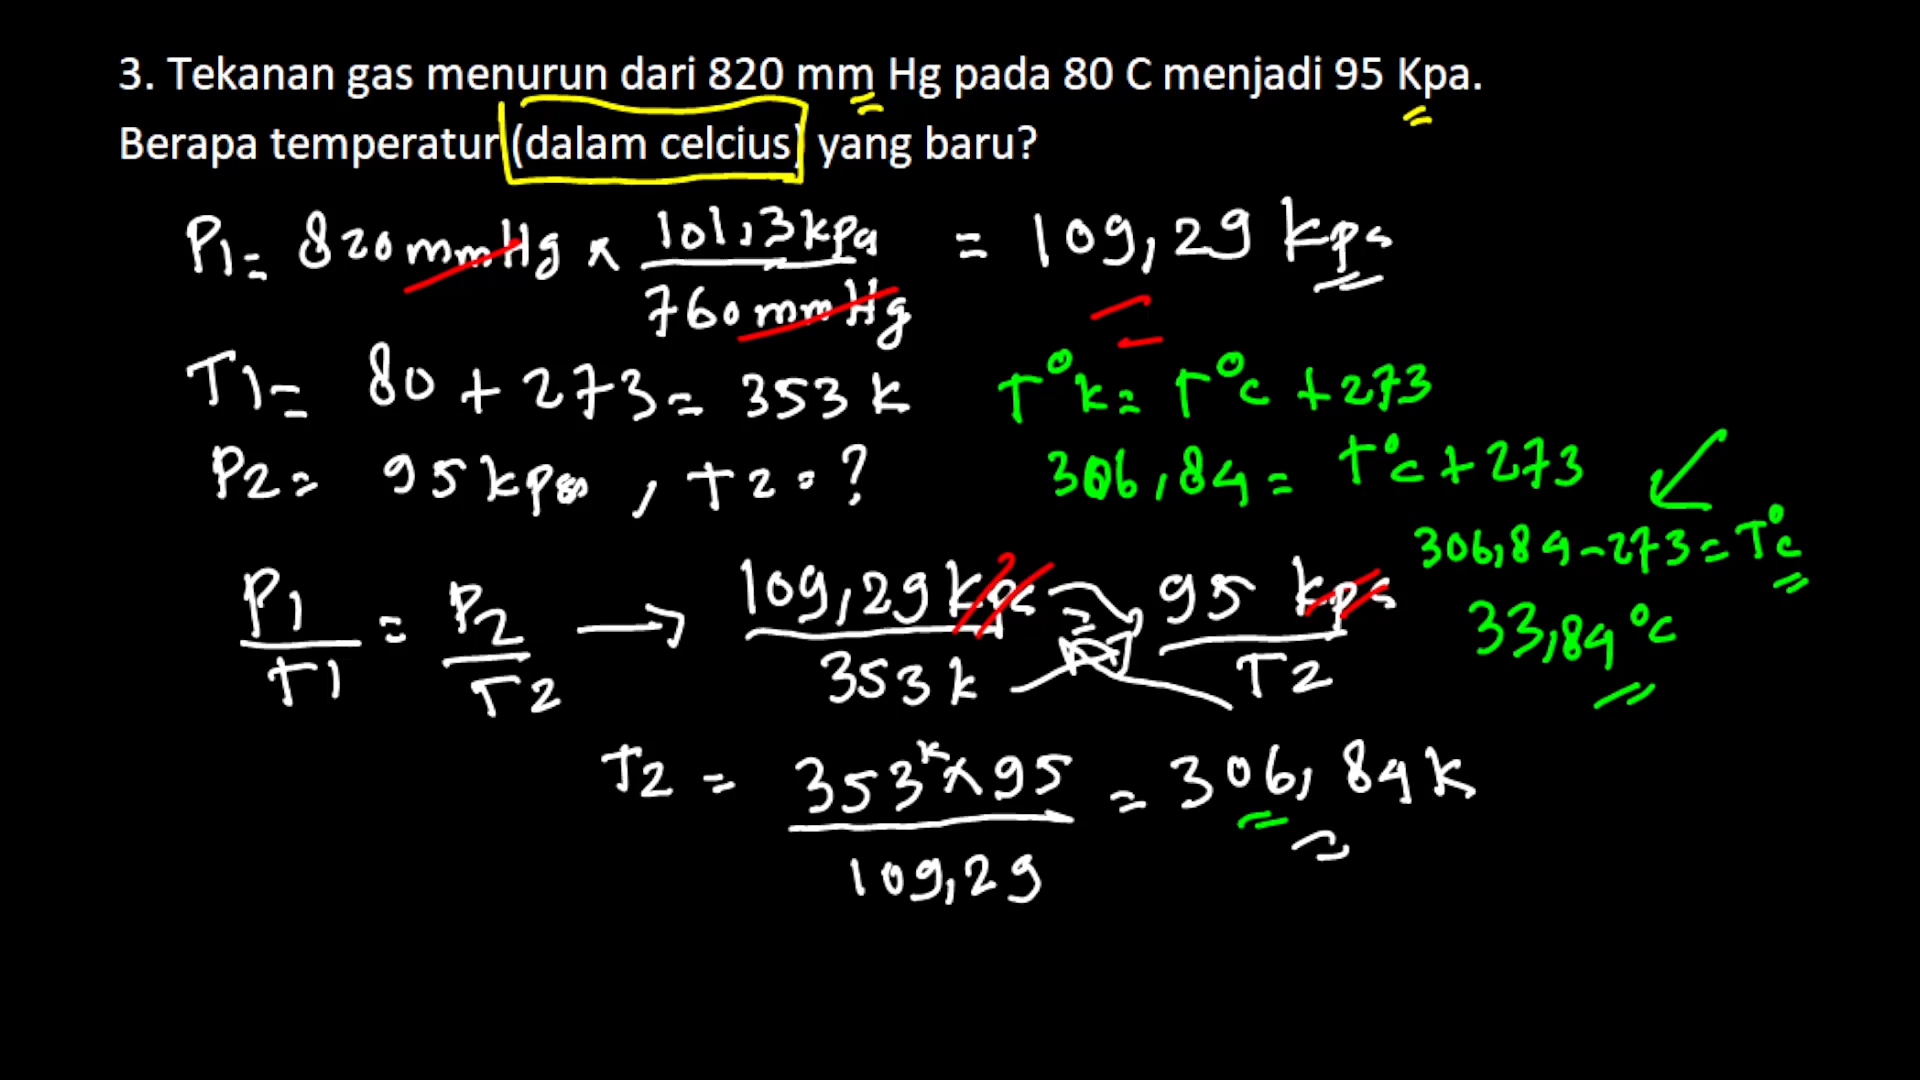 3. Tekanan gas menurun dari 820 mm Hg pada 80 C menjadi 95 Kpa.
Berapa temperatur (dalam celcius) yang baru?
P1 = 820 mmHg x 101,3 kpa / 760 mmHg = 109,29 kpa
T1 = 80 + 273 = 353 k
P2 = 95 kpa , T2 = ?
T°k = T°c + 273
306,84 = T°c + 273
306,84 - 273 = T°c
33,84°c
P1 / T1 = P2 / T2 → 109,29 kpa / 353 k = 95 kpa / T2
T2 = 353 k x 95 / 109,29 = 306,84 k